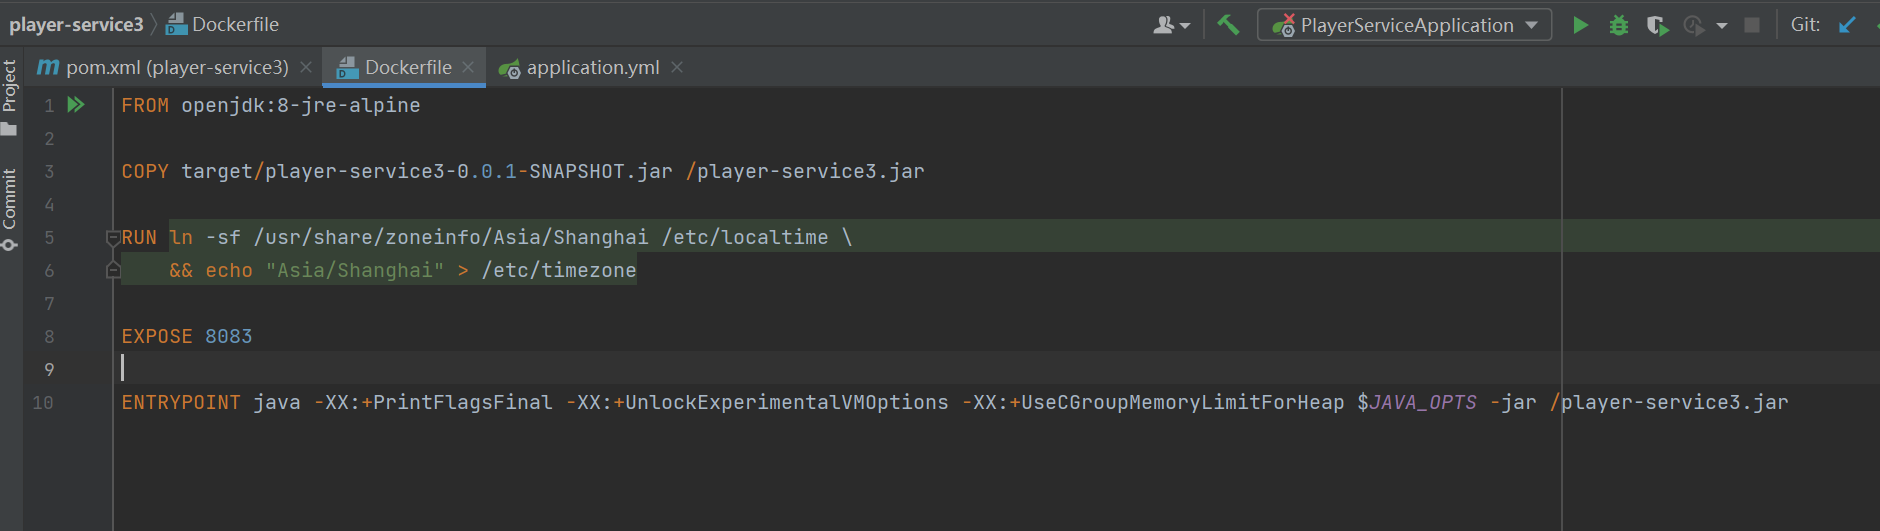 player-service3 Dockerfile PlayerServiceApplication Git:
pom.xml (player-service3) Dockerfile application.yml
Project
Commit
1 FROM openjdk:8-jre-alpine
2
3 COPY target/player-service3-0.0.1-SNAPSHOT.jar /player-service3.jar
4
5 RUN ln -sf /usr/share/zoneinfo/Asia/Shanghai /etc/localtime \
6 && echo "Asia/Shanghai" > /etc/timezone
7
8 EXPOSE 8083
9
10 ENTRYPOINT java -XX:+PrintFlagsFinal -XX:+UnlockExperimentalVMOptions -XX:+UseCGroupMemoryLimitForHeap $JAVA_OPTS -jar /player-service3.jar